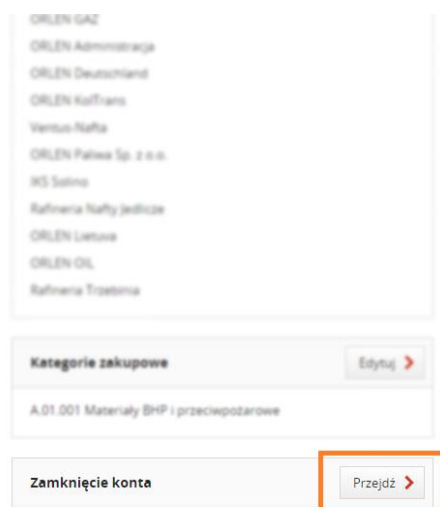 ORLEN GAZ
ORLEN Administracja
ORLEN Deutschland
ORLEN KolTrans
Ventus-Nafta
ORLEN Paliwa Sp. z o.o.
IKS Solino
Rafineria Nafty Jedlicze
ORLEN Lietuva
ORLEN OIL
Rafineria Trzebinia
Kategorie zakupowe
Edytuj
A.01.001 Materiały BHP i przeciwpożarowe
Zamknięcie konta
Przejdź